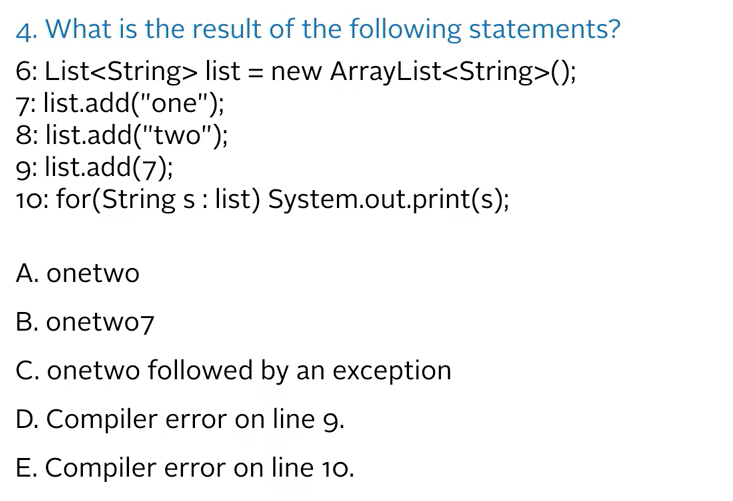 4. What is the result of the following statements?
6: List<String> list = new ArrayList<String>();
7: list.add("one");
8: list.add("two");
9: list.add(7);
10: for(String s : list) System.out.print(s);
A. onetwo
B. onetwo7
C. onetwo followed by an exception
D. Compiler error on line 9.
E. Compiler error on line 10.